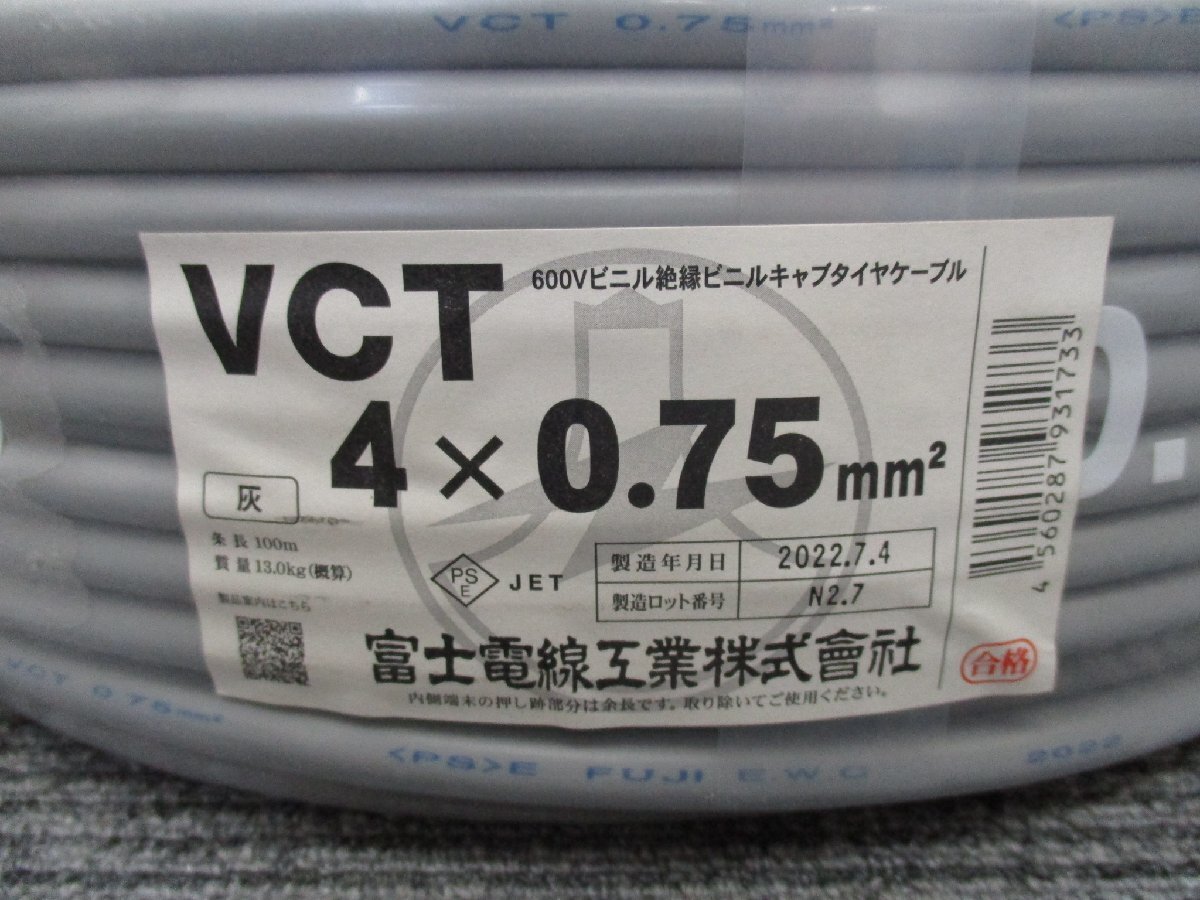 VCT 0.75mm² <PS>E
VCT
600Vビニル絶縁ビニルキャブタイヤケーブル
4×0.75mm²
灰
条長 100m
質量 13.0kg(概算)
製品案内はこちら
PS
E
JET
製造年月日 2022.7.4
製造ロット番号 N2.7
富士電線工業株式會社
内側端末の押し跡部分は余長です。取り除いてご使用ください。
4560287931733
合格
0.
VCT 0.75mm²
<PS>E FUJI E.W.C 2022